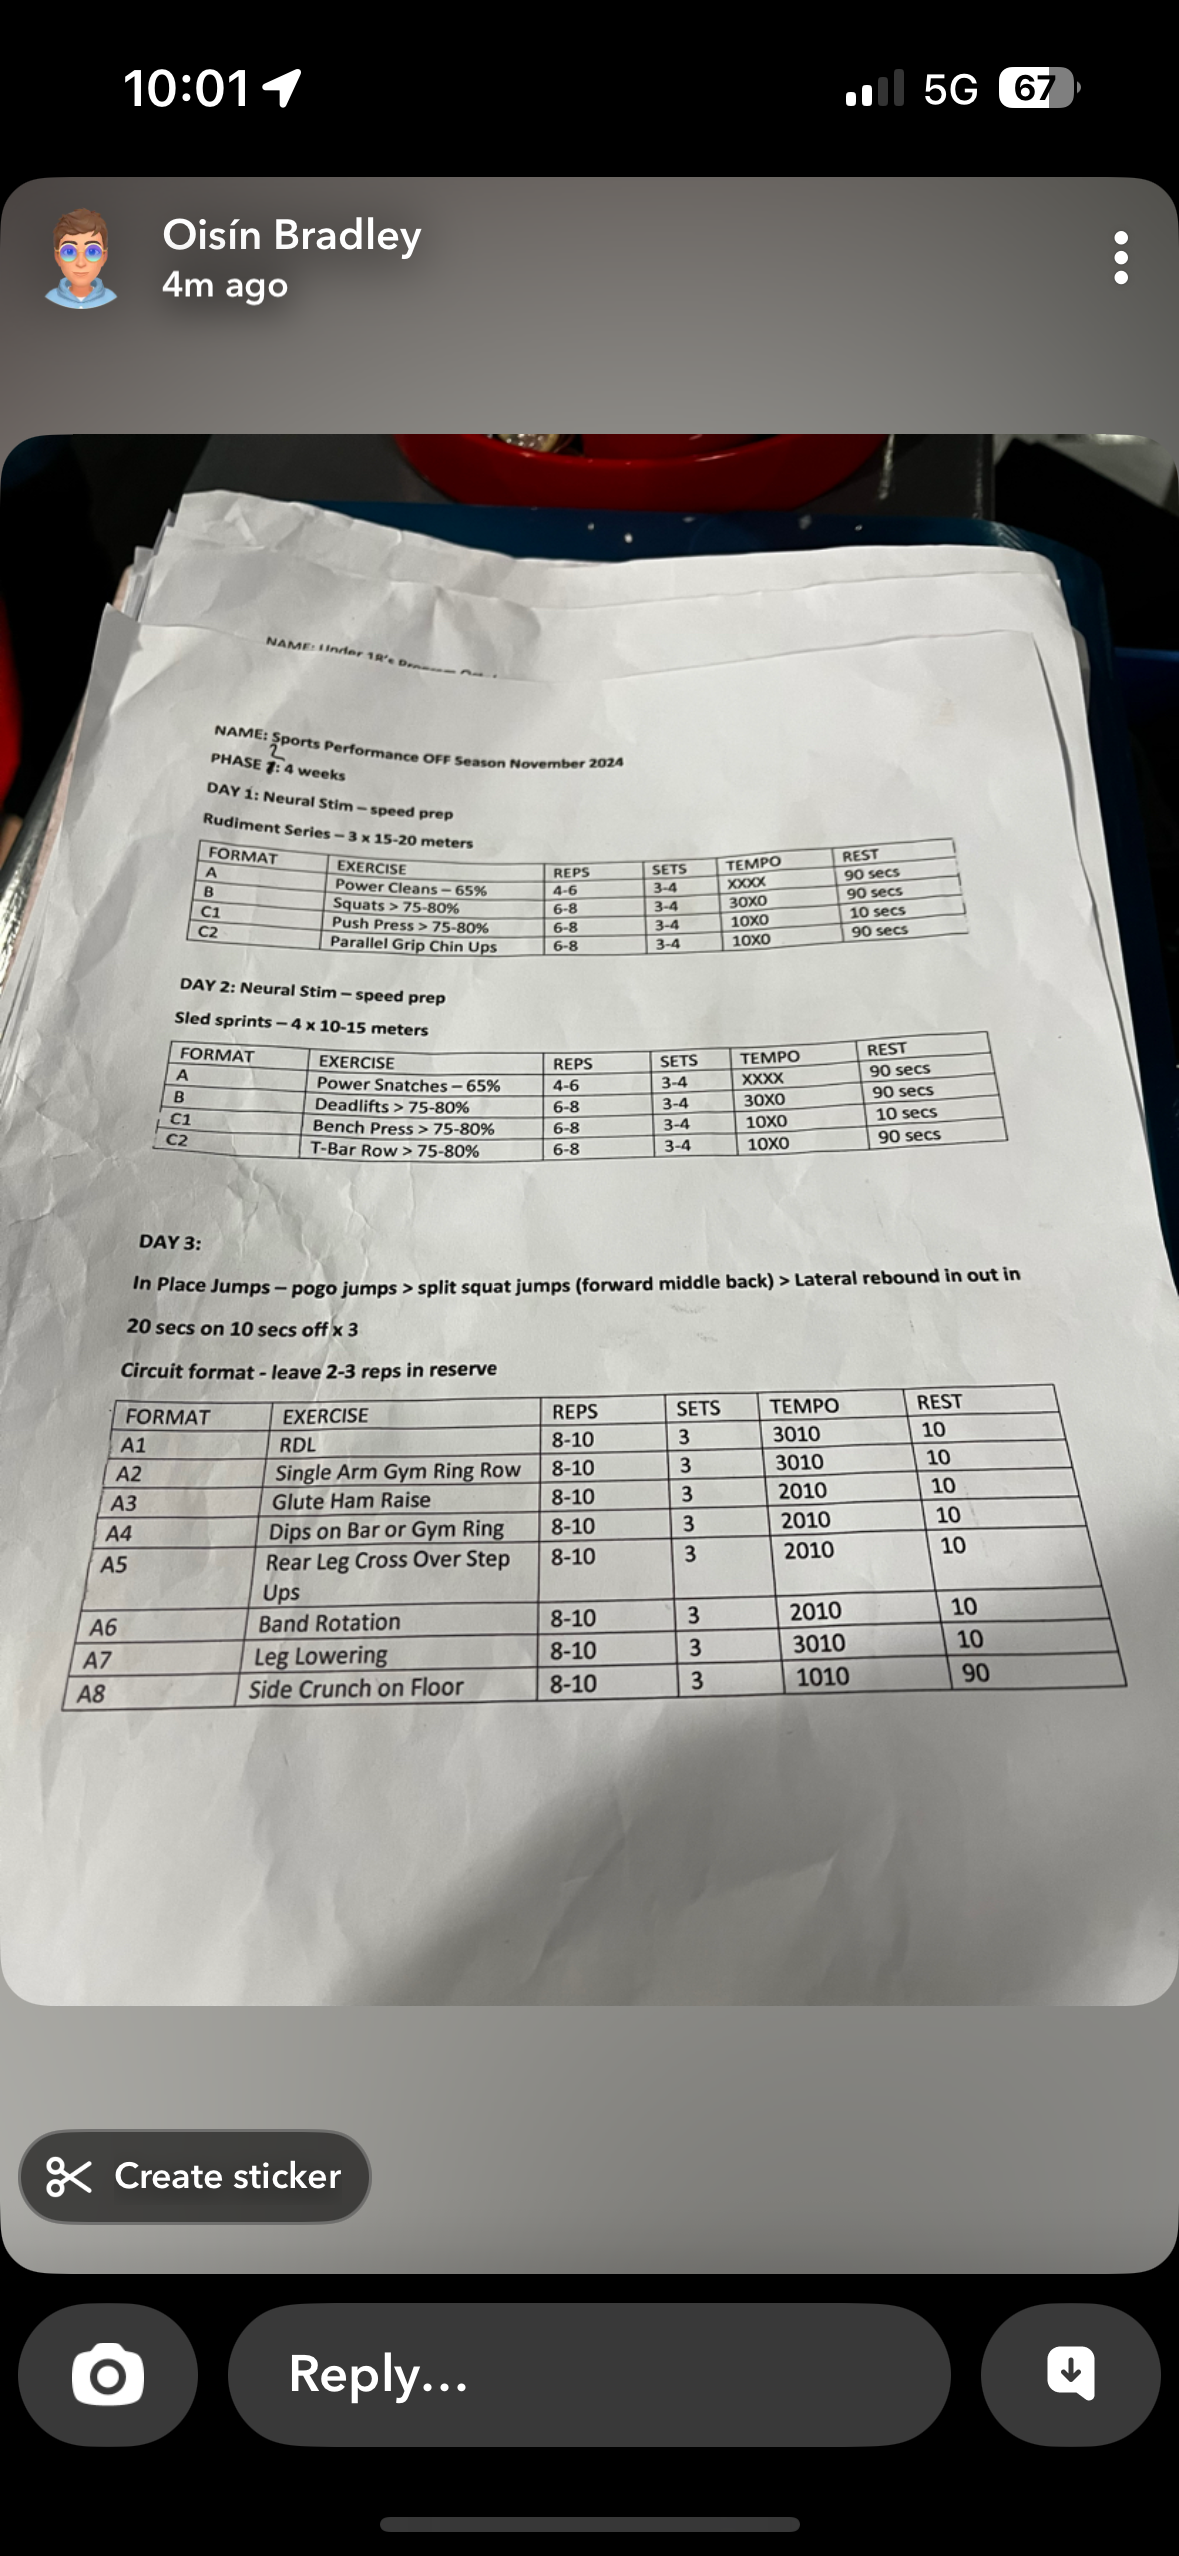 10:01
5G
67
Oisín Bradley
4m ago
NAME: Under 18's Program
NAME: Sports Performance OFF Season November 2024
2
PHASE 1: 4 weeks
DAY 1: Neural Stim – speed prep
Rudiment Series – 3 x 15-20 meters
FORMAT EXERCISE REPS SETS TEMPO REST
A Power Cleans – 65% 4-6 3-4 XXXX 90 secs
B Squats > 75-80% 6-8 3-4 30X0 90 secs
C1 Push Press > 75-80% 6-8 3-4 10X0 10 secs
C2 Parallel Grip Chin Ups 6-8 3-4 10X0 90 secs
DAY 2: Neural Stim – speed prep
Sled sprints – 4 x 10-15 meters
FORMAT EXERCISE REPS SETS TEMPO REST
A Power Snatches – 65% 4-6 3-4 XXXX 90 secs
B Deadlifts > 75-80% 6-8 3-4 30X0 90 secs
C1 Bench Press > 75-80% 6-8 3-4 10X0 10 secs
C2 T-Bar Row > 75-80% 6-8 3-4 10X0 90 secs
DAY 3:
In Place Jumps – pogo jumps > split squat jumps (forward middle back) > Lateral rebound in out in
20 secs on 10 secs off x 3
Circuit format - leave 2-3 reps in reserve
FORMAT EXERCISE REPS SETS TEMPO REST
A1 RDL 8-10 3 3010 10
A2 Single Arm Gym Ring Row 8-10 3 3010 10
A3 Glute Ham Raise 8-10 3 2010 10
A4 Dips on Bar or Gym Ring 8-10 3 2010 10
A5 Rear Leg Cross Over Step 8-10 3 2010 10
Ups
A6 Band Rotation 8-10 3 2010 10
A7 Leg Lowering 8-10 3 3010 10
A8 Side Crunch on Floor 8-10 3 1010 90
Create sticker
Reply...